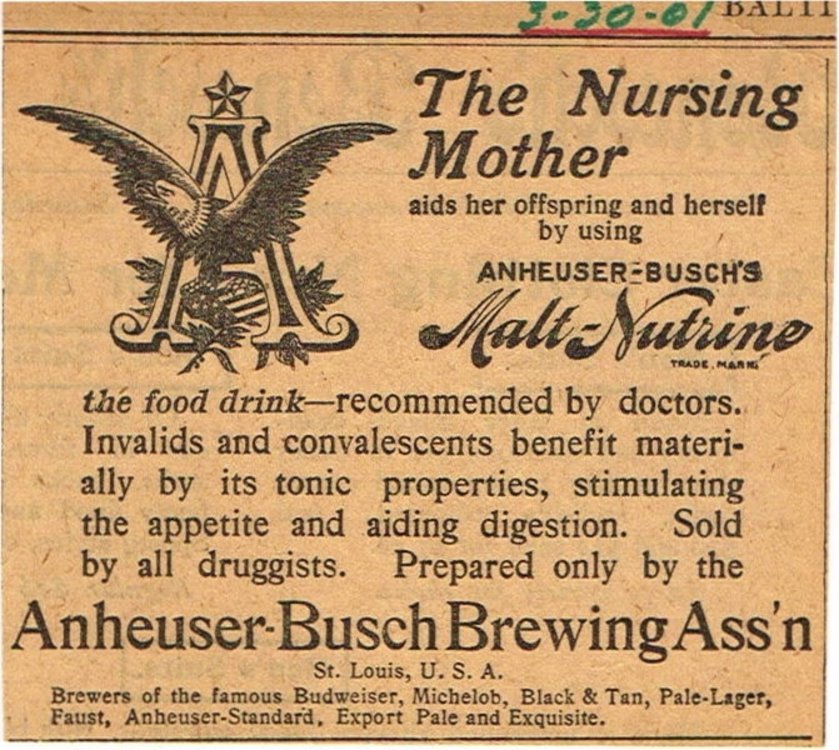 3-30-01 BALTI
The Nursing
Mother
aids her offspring and herself
by using
ANHEUSER-BUSCH'S
Malt-Nutrine
TRADE MARK
the food drink—recommended by doctors.
Invalids and convalescents benefit materi-
ally by its tonic properties, stimulating
the appetite and aiding digestion. Sold
by all druggists. Prepared only by the
Anheuser-Busch Brewing Ass'n
St. Louis, U. S. A.
Brewers of the famous Budweiser, Michelob, Black & Tan, Pale-Lager,
Faust, Anheuser-Standard, Export Pale and Exquisite.